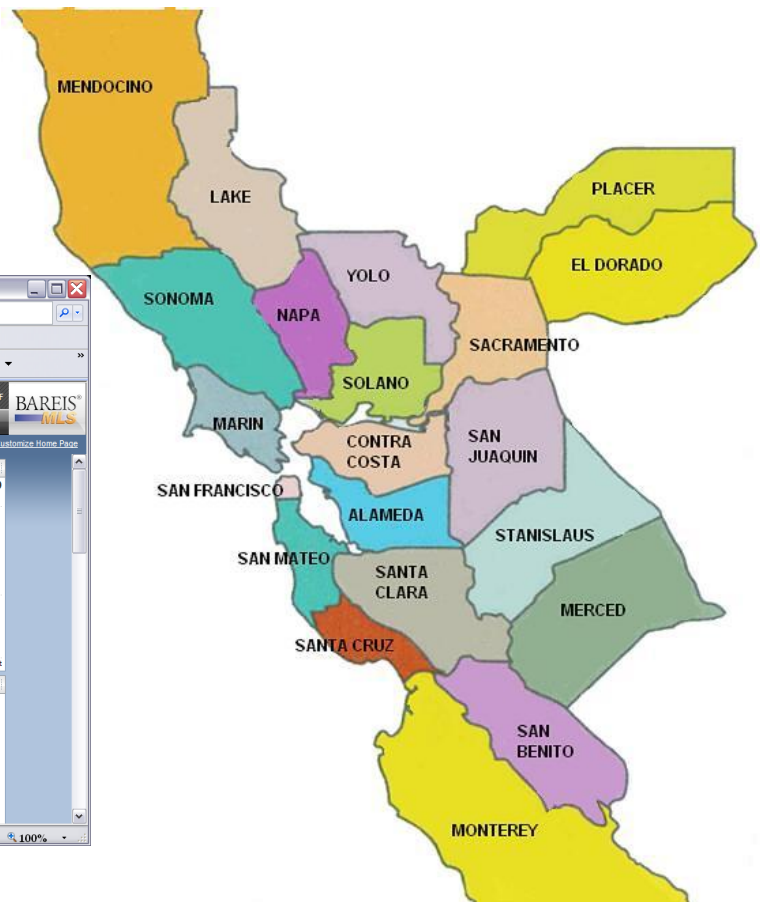 MENDOCINO
LAKE
PLACER
EL DORADO
YOLO
SONOMA
NAPA
SACRAMENTO
SOLANO
BAREIS®
MLS
ustomize Home Page
MARIN
CONTRA
COSTA
SAN
JUAQUIN
SAN FRANCISCO
ALAMEDA
STANISLAUS
SAN MATEO
SANTA
CLARA
MERCED
SANTA CRUZ
SAN
BENITO
MONTEREY
100%